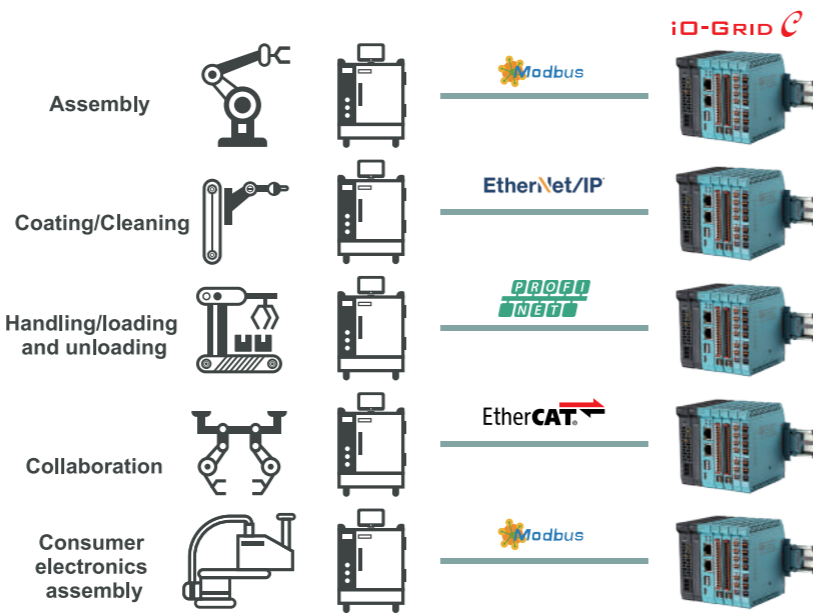 iO-GRID C
Assembly
Modbus
Coating/Cleaning
EtherNet/IP
Handling/loading
and unloading
PROFI
NET
Collaboration
EtherCAT®
Consumer
electronics
assembly
Modbus